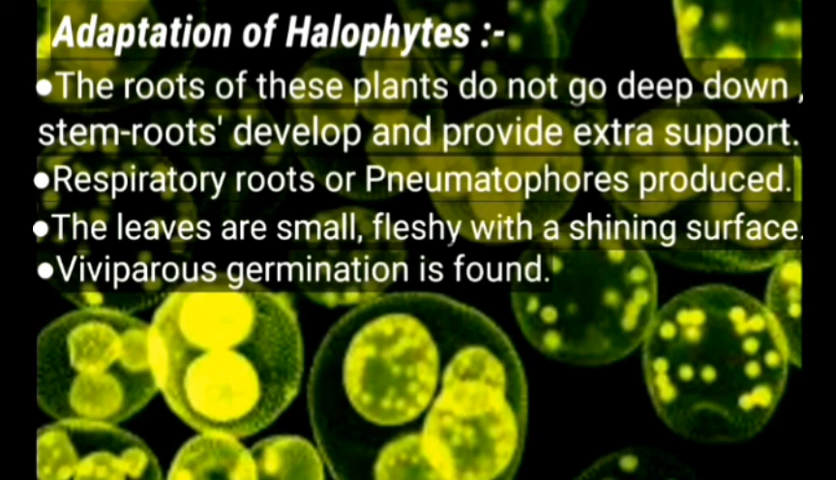 Adaptation of Halophytes :-
●The roots of these plants do not go deep down ,
stem-roots' develop and provide extra support.
●Respiratory roots or Pneumatophores produced.
●The leaves are small, fleshy with a shining surface.
●Viviparous germination is found.